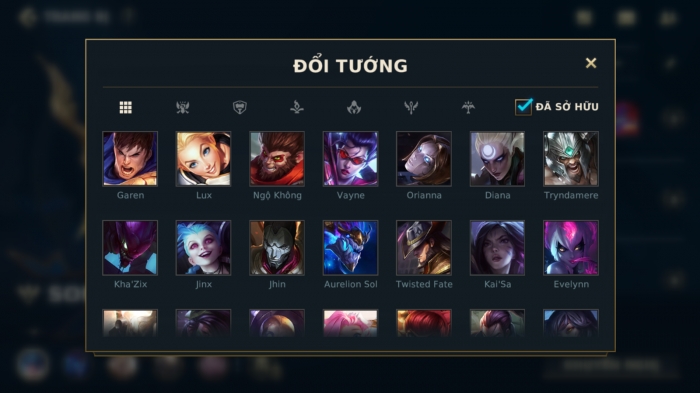 ĐỔI TƯỚNG
ĐÃ SỞ HỮU
Garen Lux Ngộ Không Vayne Orianna Diana Tryndamere
Kha'Zix Jinx Jhin Aurelion Sol Twisted Fate Kai'Sa Evelynn